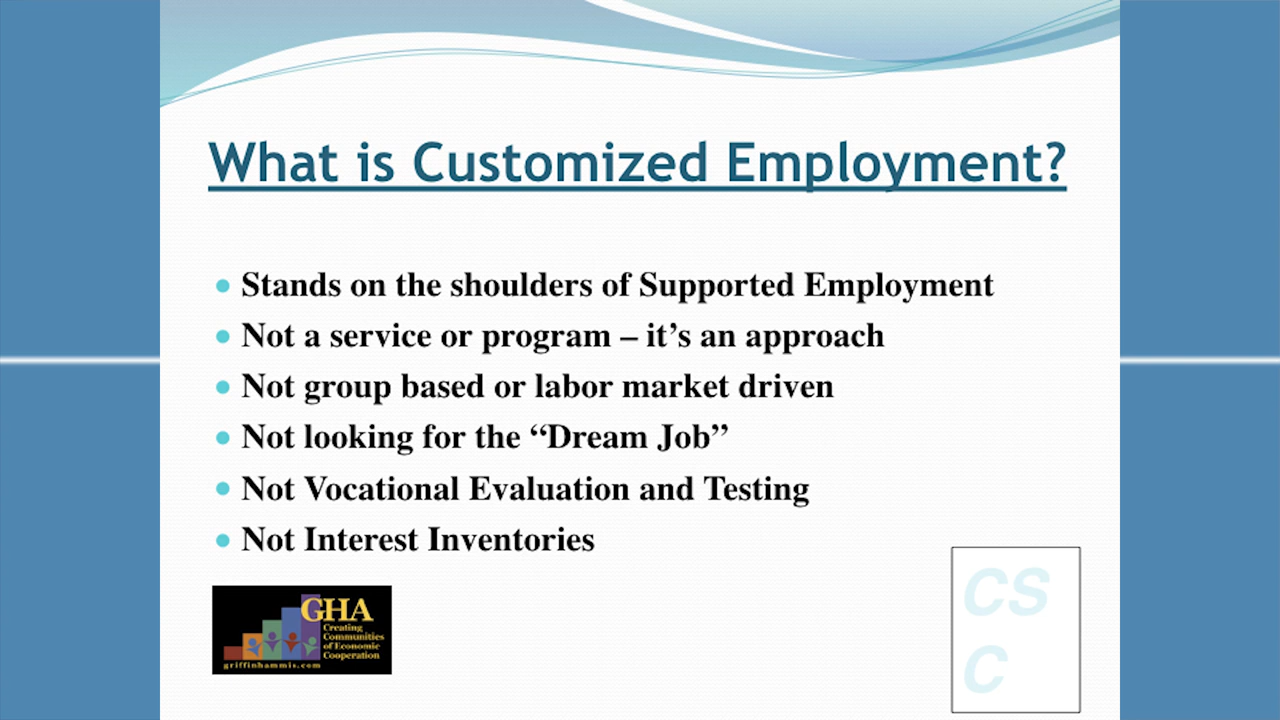 What is Customized Employment?
Stands on the shoulders of Supported Employment
Not a service or program – it’s an approach
Not group based or labor market driven
Not looking for the “Dream Job”
Not Vocational Evaluation and Testing
Not Interest Inventories
GHA
Creating
Communities
of Economic
Cooperation
griffinhammis.com
CS
C